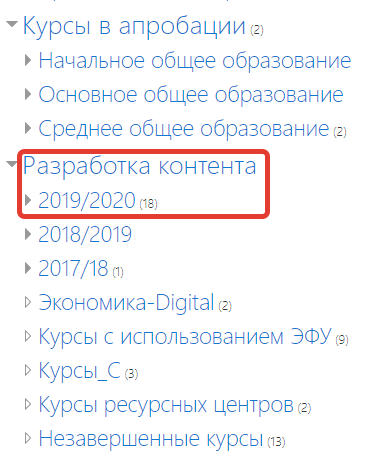 Курсы в апробации (2)
Начальное общее образование
Основное общее образование
Среднее общее образование (2)
Разработка контента
2019/2020 (18)
2018/2019
2017/18 (1)
Экономика-Digital (2)
Курсы с использованием ЭФУ (9)
Курсы_С (3)
Курсы ресурсных центров (2)
Незавершенные курсы (13)